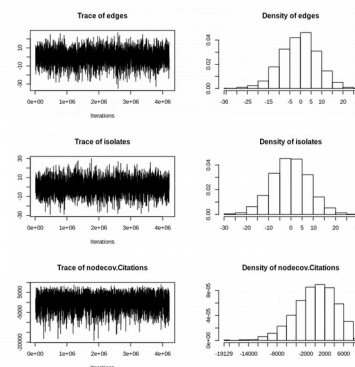 Trace of edges
Density of edges
-30 -10 10
0e+00 1e+06 2e+06 3e+06 4e+06
Iterations
0.00 0.02 0.04
-30 -25 -15 -5 0 5 10 20
Trace of isolates
Density of isolates
-30 -10 10 30
0e+00 1e+06 2e+06 3e+06 4e+06
Iterations
0.00 0.02 0.04
-30 -20 -10 0 10 20
Trace of nodecov.Citations
Density of nodecov.Citations
-20000 -5000 5000
0e+00 1e+06 2e+06 3e+06 4e+06
Iterations
0e+00 4e-05 8e-05
-19129 -14000 -8000 -2000 2000 6000